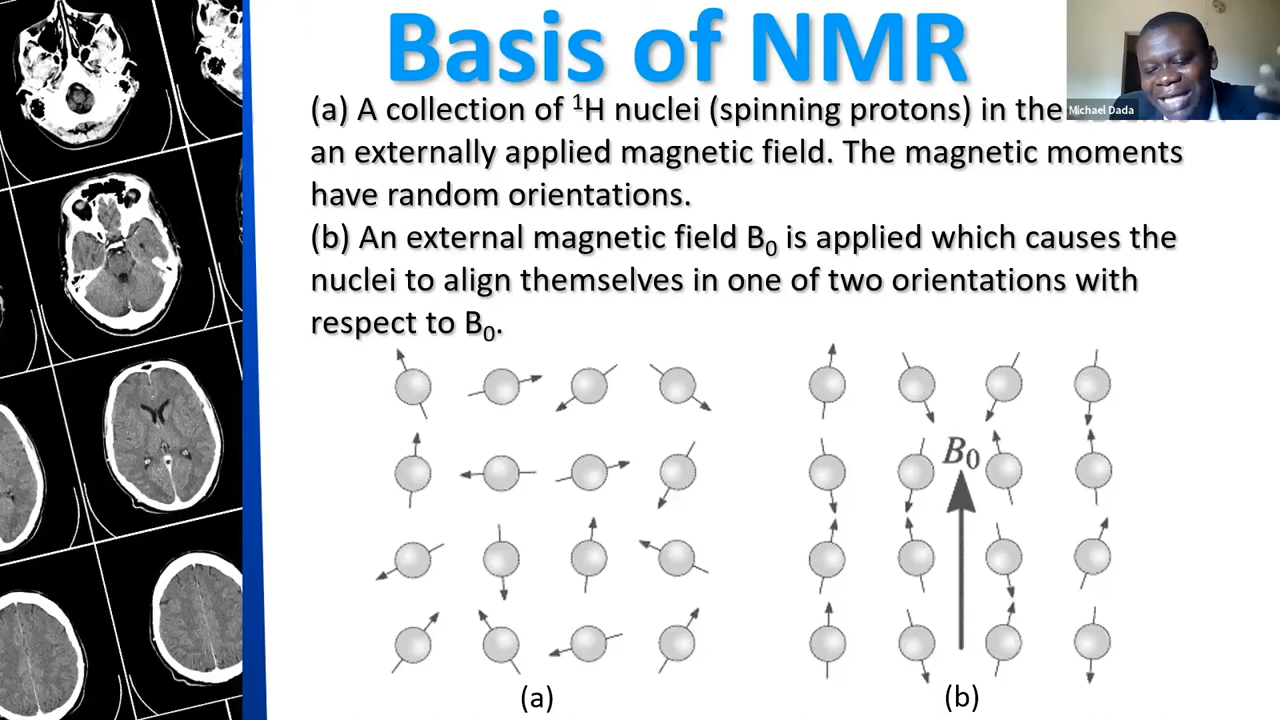 Basis of NMR
Michael Dada
(a) A collection of ¹H nuclei (spinning protons) in the
an externally applied magnetic field. The magnetic moments
have random orientations.
(b) An external magnetic field B₀ is applied which causes the
nuclei to align themselves in one of two orientations with
respect to B₀.
B₀
(a)
(b)